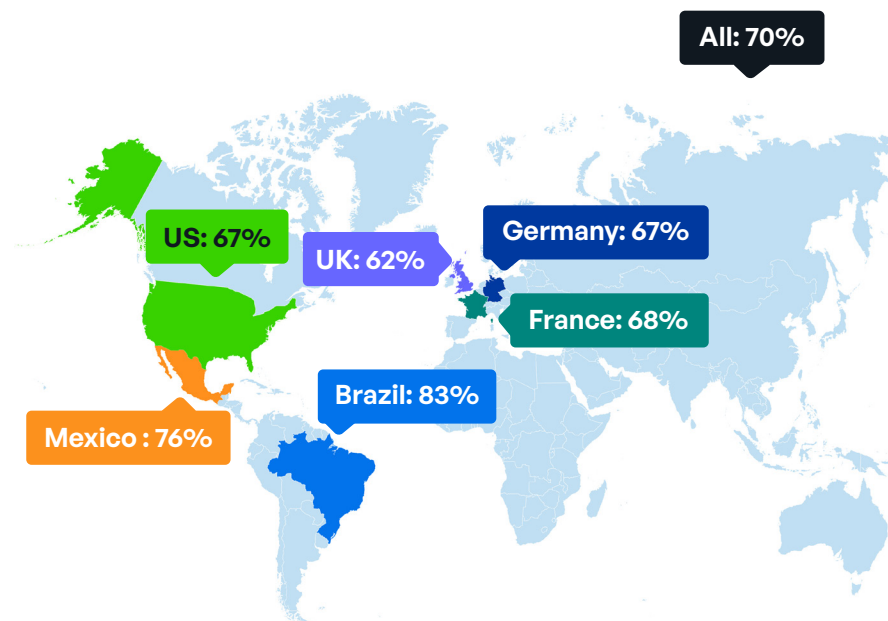 All: 70%
US: 67%
Germany: 67%
UK: 62%
France: 68%
Brazil: 83%
Mexico : 76%